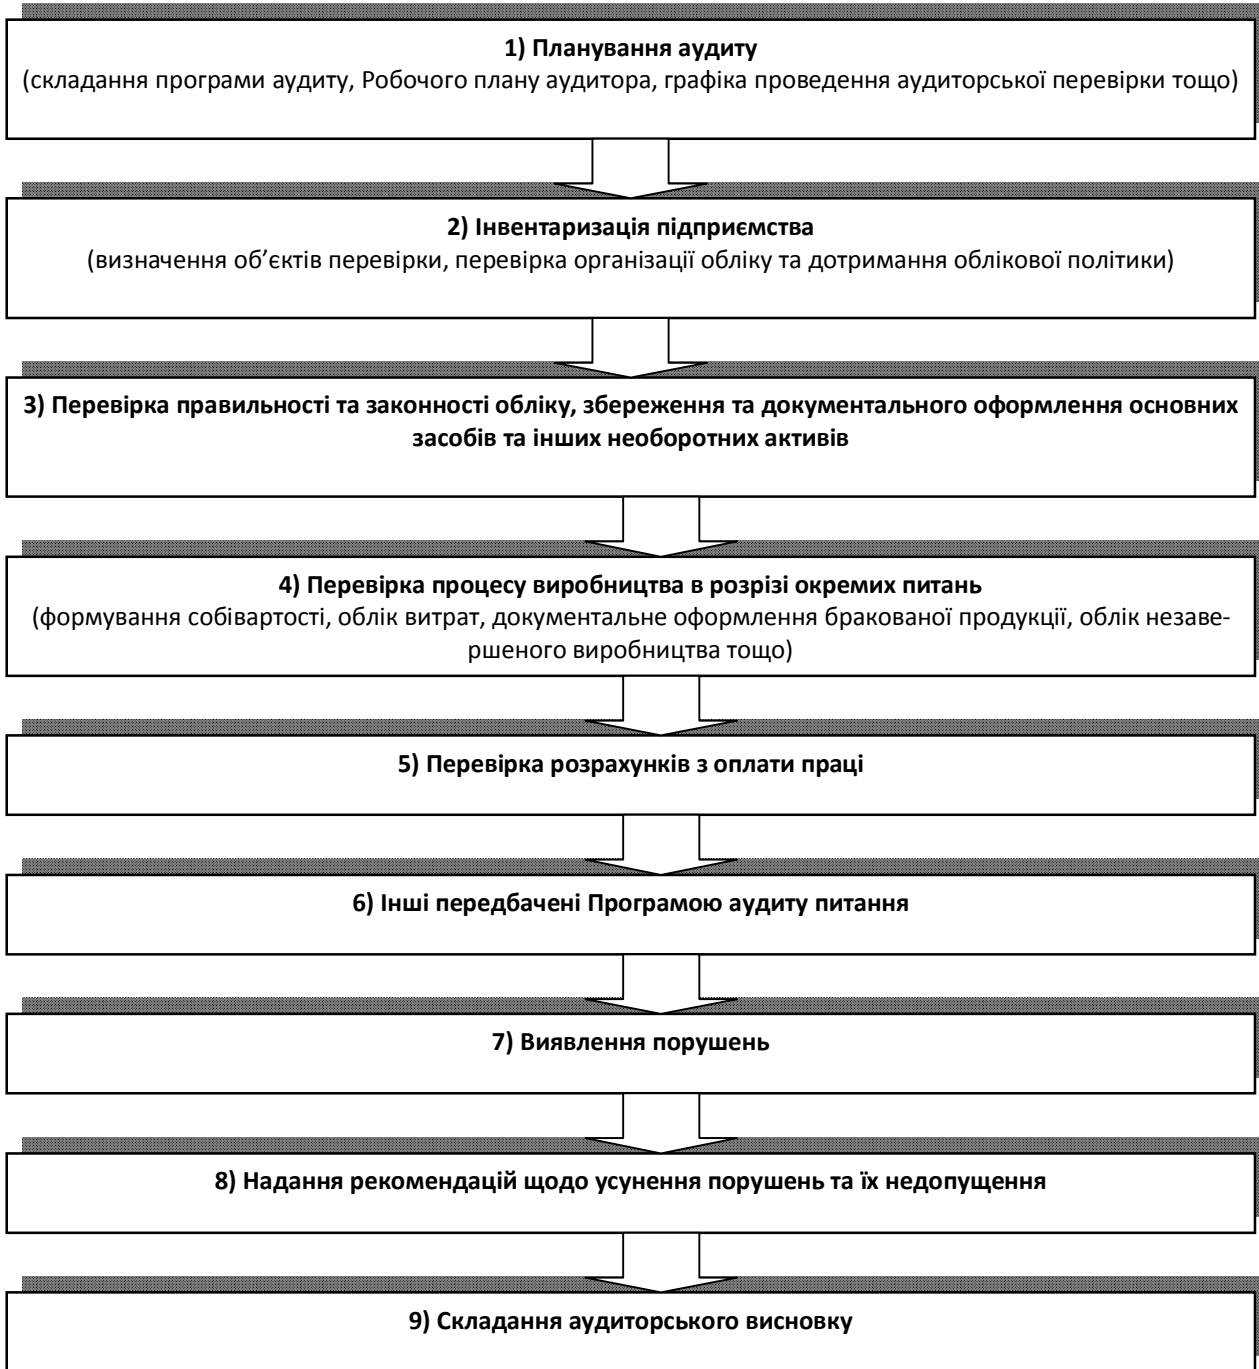 1) Планування аудиту
(складання програми аудиту, Робочого плану аудитора, графіка проведення аудиторської перевірки тощо)
2) Інвентаризація підприємства
(визначення об’єктів перевірки, перевірка організації обліку та дотримання облікової політики)
3) Перевірка правильності та законності обліку, збереження та документального оформлення основних
засобів та інших необоротних активів
4) Перевірка процесу виробництва в розрізі окремих питань
(формування собівартості, облік витрат, документальне оформлення бракованої продукції, облік незаве-
ршеного виробництва тощо)
5) Перевірка розрахунків з оплати праці
6) Інші передбачені Програмою аудиту питання
7) Виявлення порушень
8) Надання рекомендацій щодо усунення порушень та їх недопущення
9) Складання аудиторського висновку